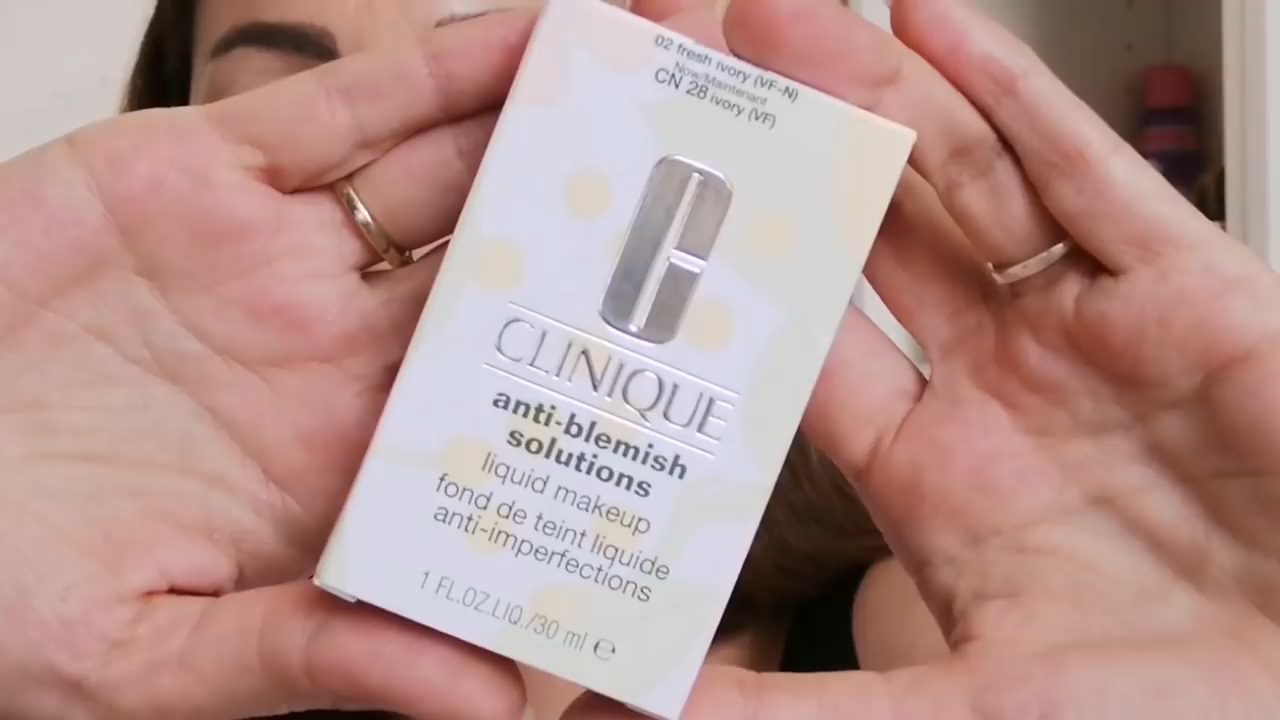 02 fresh ivory (VF-N)
Now/Maintenant
CN 28 ivory (VF)
CLINIQUE
anti-blemish
solutions
liquid makeup
fond de teint liquide
anti-imperfections
1 FL.OZ.LIQ./30 ml ℮